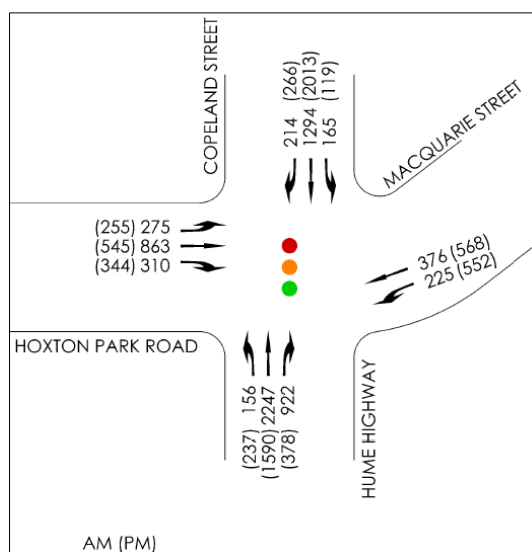 COPELAND STREET
214 (266)
1294 (2013)
165 (119)
MACQUARIE STREET
(255) 275
(545) 863
(344) 310
376 (568)
225 (552)
HOXTON PARK ROAD
(237) 156
(1590) 2247
(378) 922
HUME HIGHWAY
AM (PM)